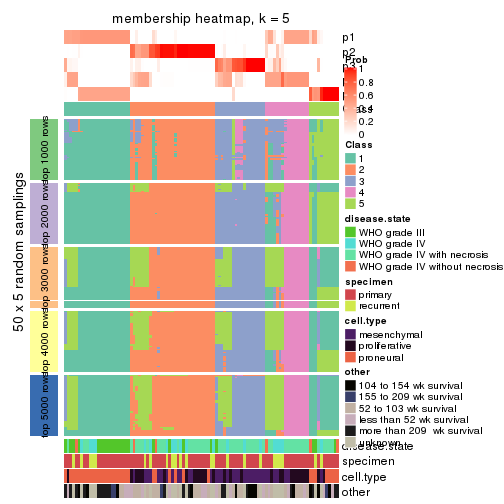 membership heatmap, k = 5
p1
p2
Prob
1
0.8
0.6
0.4
0.2
0
Class
1
2
3
4
5
disease.state
WHO grade III
WHO grade IV
WHO grade IV with necrosis
WHO grade IV without necrosis
specimen
primary
recurrent
cell.type
mesenchymal
proliferative
proneural
other
104 to 154 wk survival
155 to 209 wk survival
52 to 103 wk survival
less than 52 wk survival
more than 209 wk survival
unknown
50 x 5 random samplings
top 1000 rows
top 2000 rows
top 3000 rows
top 4000 rows
top 5000 rows
disease.state
specimen
cell.type
other